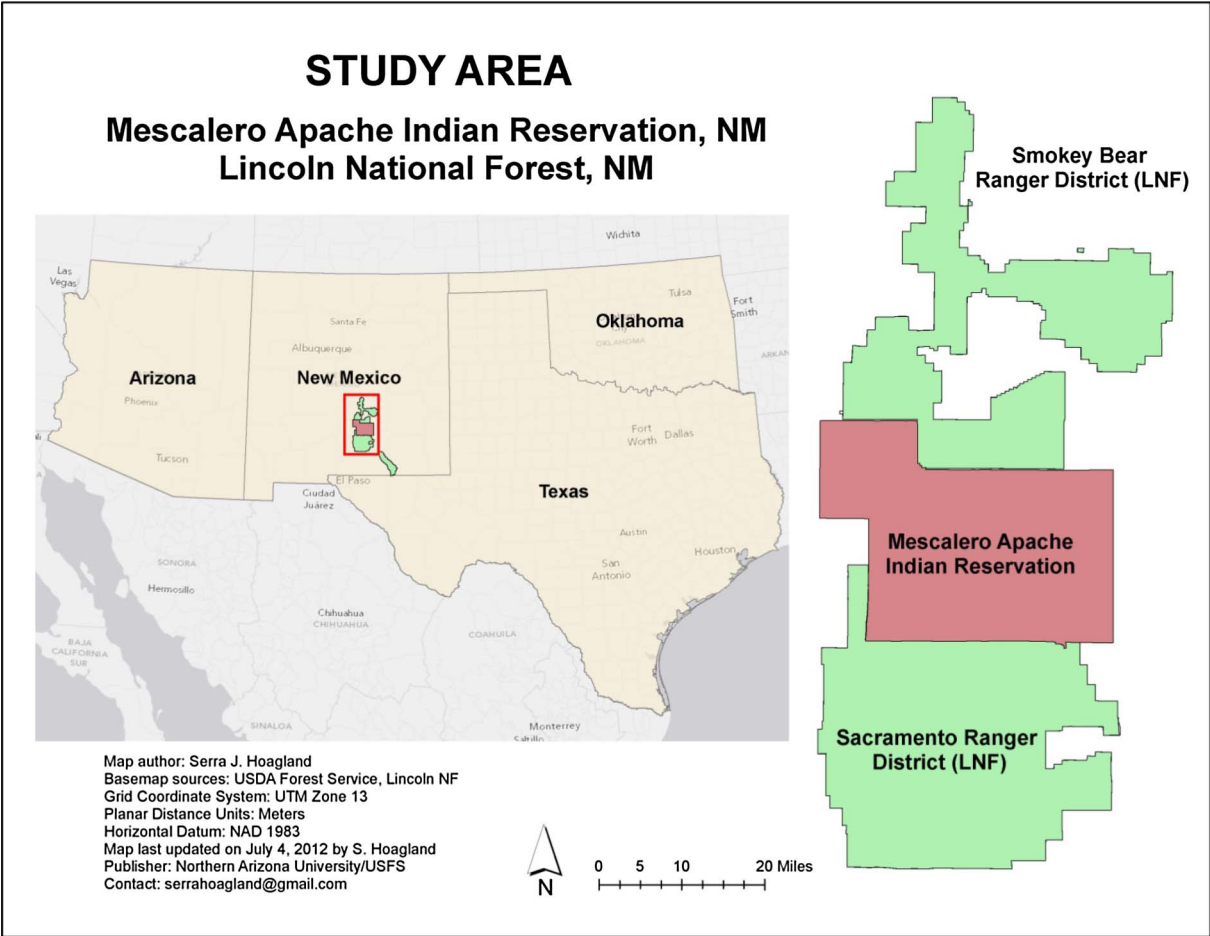 STUDY AREA
Mescalero Apache Indian Reservation, NM
Lincoln National Forest, NM
Smokey Bear
Ranger District (LNF)
Wichita
Las
Vegas
Tulsa
Fort
Smith
Santa Fe
Oklahoma
OKLAHOMA
Albuquerque
ARKAN
Arizona
New Mexico
Phoenix
Fort
Worth
Dallas
Tucson
El Paso
Ciudad
Juárez
Texas
Austin
Houston
San
Antonio
SONORA
Hermosillo
Chihuahua
CHIHUAHUA
COAHUILA
BAJA
CALIFORNIA
SUR
SINALOA
Monterrey
Saltillo
Mescalero Apache
Indian Reservation
Sacramento Ranger
District (LNF)
Map author: Serra J. Hoagland
Basemap sources: USDA Forest Service, Lincoln NF
Grid Coordinate System: UTM Zone 13
Planar Distance Units: Meters
Horizontal Datum: NAD 1983
Map last updated on July 4, 2012 by S. Hoagland
Publisher: Northern Arizona University/USFS
Contact: serrahoagland@gmail.com
N
0 5 10 20 Miles